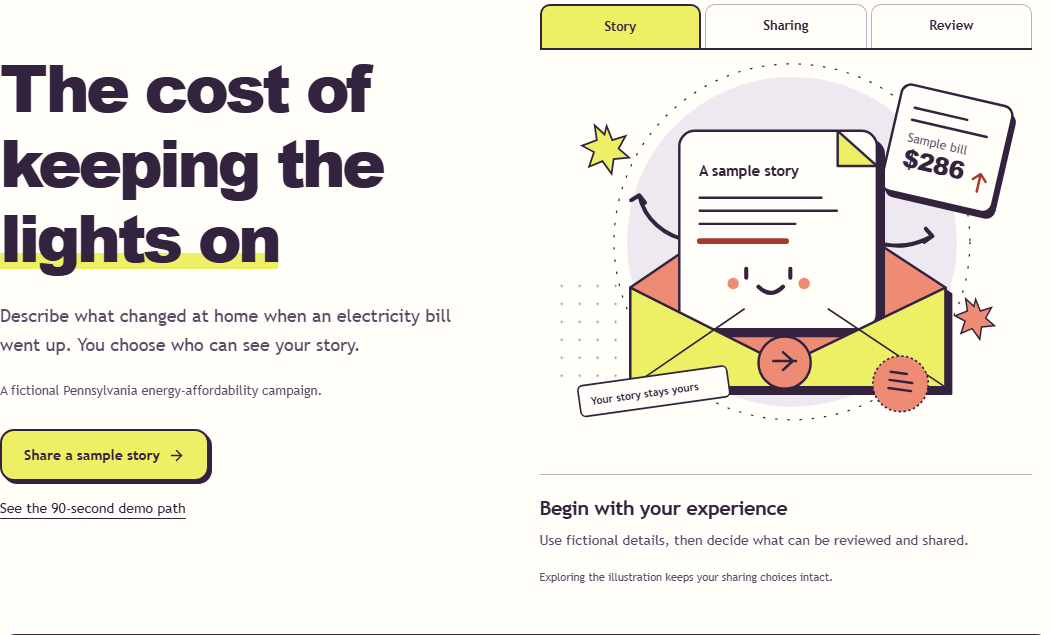 The cost of
keeping the
lights on
Describe what changed at home when an electricity bill
went up. You choose who can see your story.
A fictional Pennsylvania energy-affordability campaign.
Share a sample story →
See the 90-second demo path
Story
Sharing
Review
Sample bill
$286
A sample story
Your story stays yours
Begin with your experience
Use fictional details, then decide what can be reviewed and shared.
Exploring the illustration keeps your sharing choices intact.